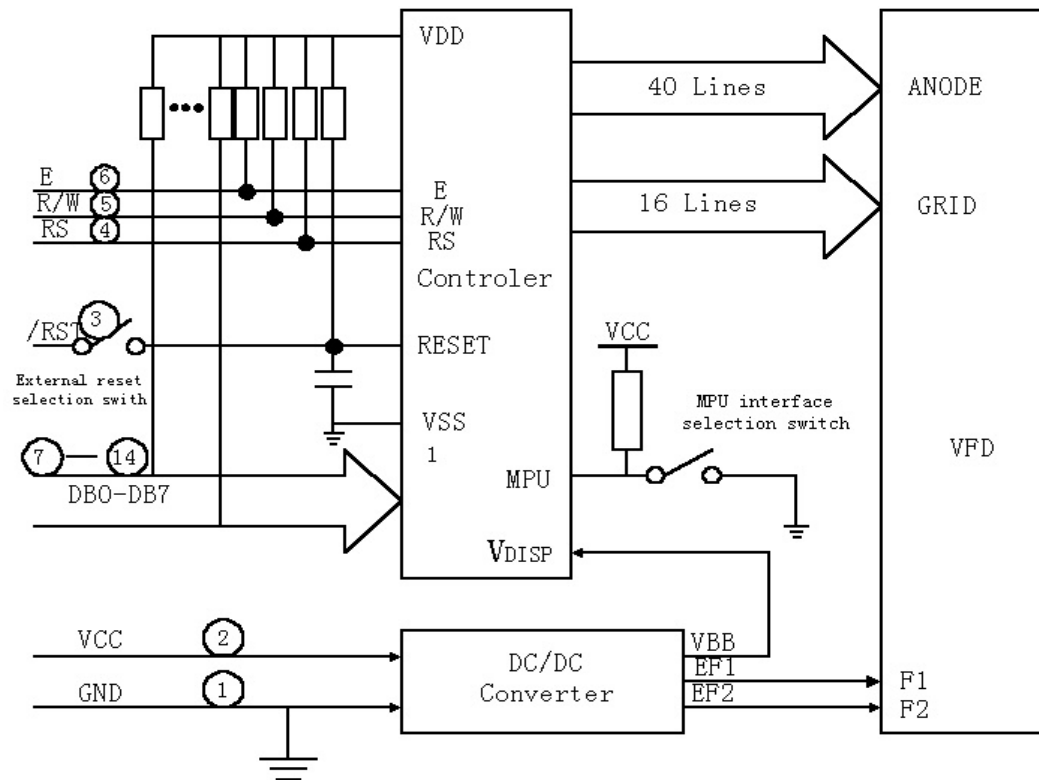 VDD
40 Lines
ANODE
E
6
R/W
5
RS
4
E
R/W
RS
16 Lines
GRID
Controler
/RST
3
RESET
External reset
selection swith
VCC
MPU interface
selection switch
VSS
1
7
14
DB0-DB7
MPU
VFD
VDISP
VCC
2
GND
1
DC/DC
Converter
VBB
EF1
EF2
F1
F2